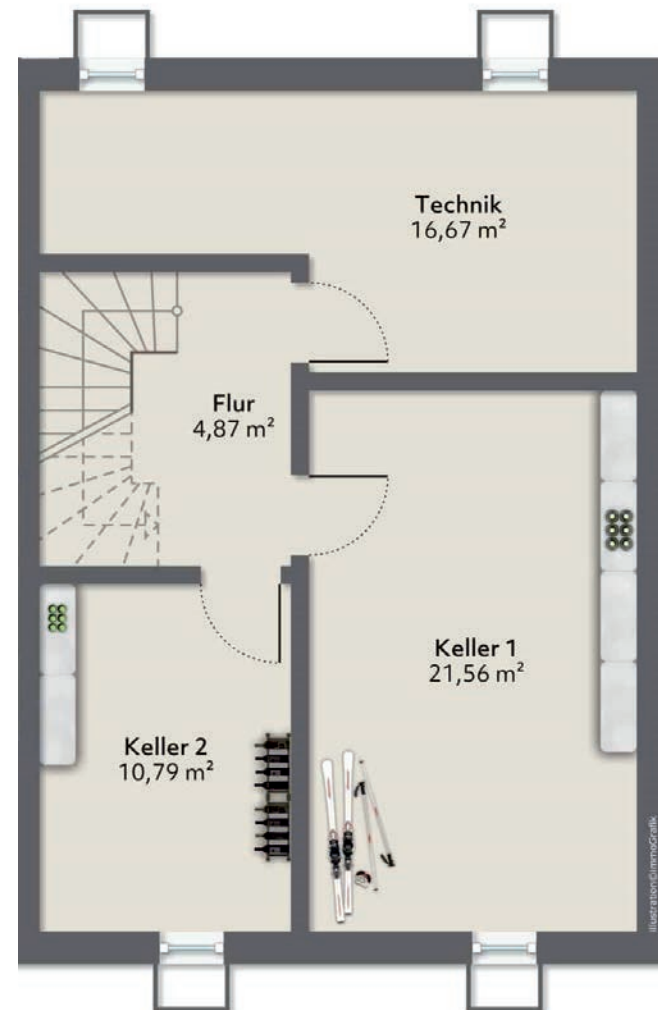 Technik
16,67 m²
Flur
4,87 m²
Keller 1
21,56 m²
Keller 2
10,79 m²
illustration©immoGrafik